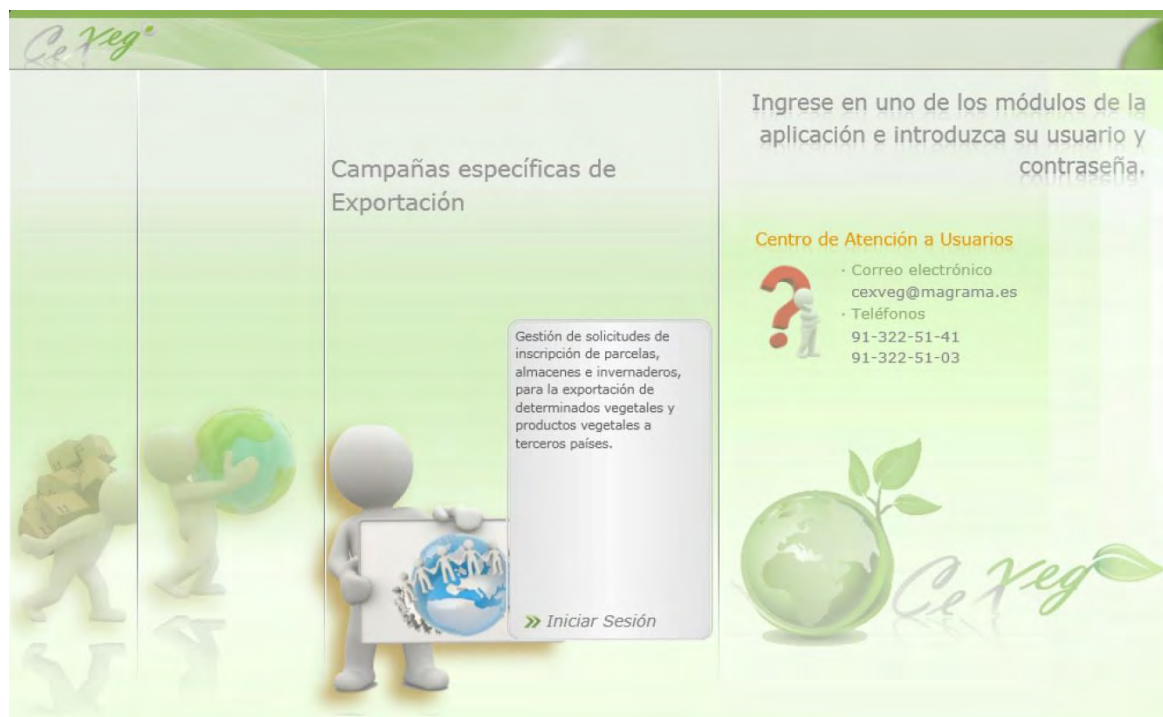 CeXveg
Campañas específicas de
Exportación
Gestión de solicitudes de
inscripción de parcelas,
almacenes e invernaderos,
para la exportación de
determinados vegetales y
productos vegetales a
terceros países.
Iniciar Sesión
Ingrese en uno de los módulos de la
aplicación e introduzca su usuario y
contraseña.
Centro de Atención a Usuarios
· Correo electrónico
cexveg@magrama.es
· Teléfonos
91-322-51-41
91-322-51-03
CeXveg